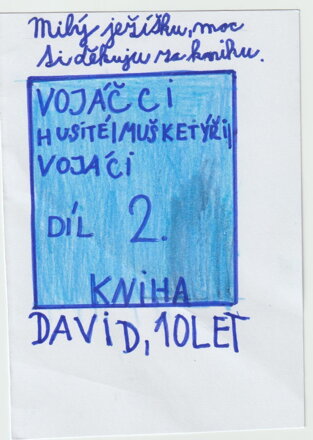 Milý ježíšku, moc
si děkuju za knihu.
VOJÁČCI
HUSITÉ/MUŠKETÝŘI/
VOJÁCI
DÍL 2.
KNIHA
DAVID, 10LET